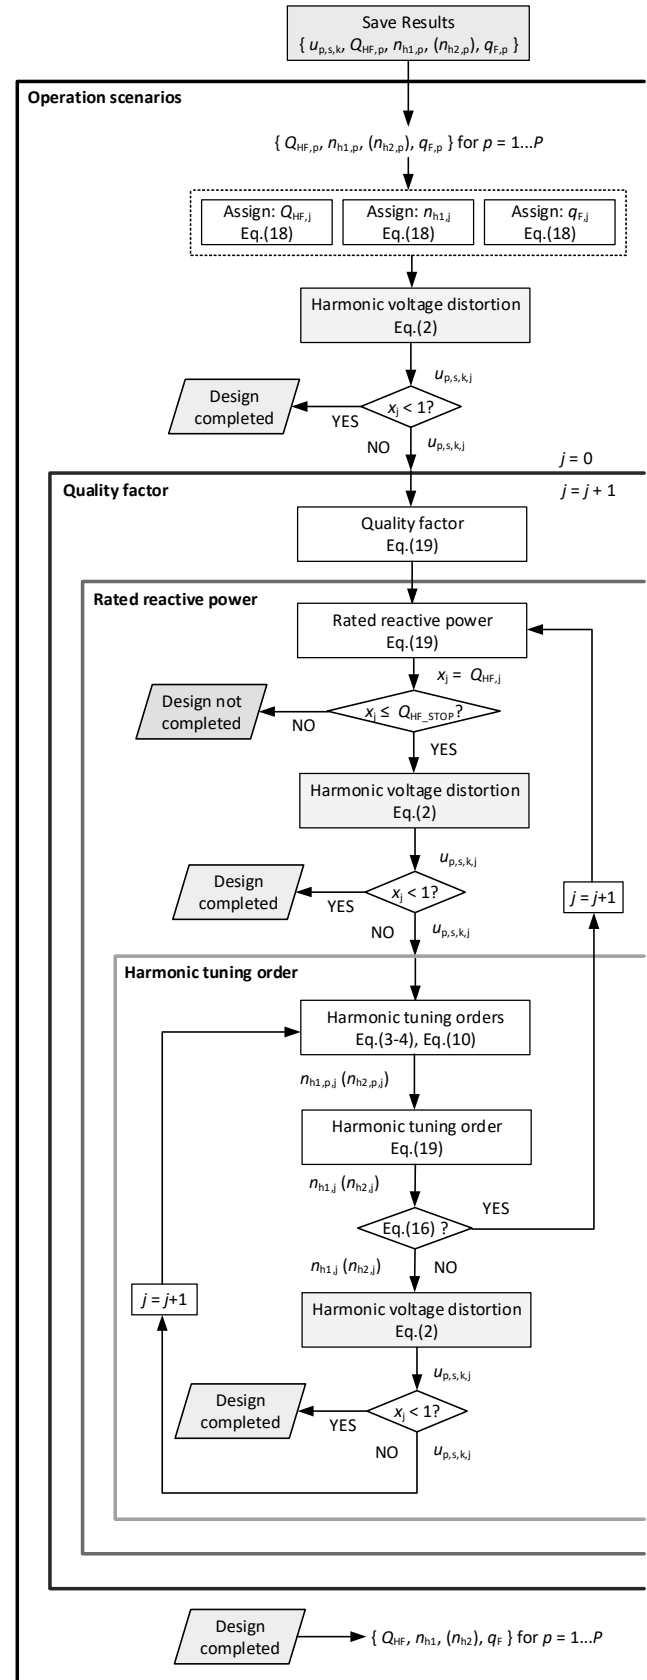 Save Results
{ u_p,s,k, Q_HF,p, n_h1,p, (n_h2,p), q_F,p }
Operation scenarios
{ Q_HF,p, n_h1,p, (n_h2,p), q_F,p } for p = 1...P
Assign: Q_HF,j
Eq.(18)
Assign: n_h1,j
Eq.(18)
Assign: q_F,j
Eq.(18)
Harmonic voltage distortion
Eq.(2)
u_p,s,k,j
Design
completed
YES
x_j < 1?
NO
u_p,s,k,j
j = 0
Quality factor
j = j + 1
Quality factor
Eq.(19)
Rated reactive power
Rated reactive power
Eq.(19)
x_j = Q_HF,j
Design not
completed
NO
x_j ≤ Q_HF_STOP?
YES
Harmonic voltage distortion
Eq.(2)
u_p,s,k,j
Design
completed
YES
x_j < 1?
j = j+1
NO
u_p,s,k,j
Harmonic tuning order
Harmonic tuning orders
Eq.(3-4), Eq.(10)
n_h1,p,j (n_h2,p,j)
Harmonic tuning order
Eq.(19)
n_h1,j (n_h2,j)
YES
Eq.(16) ?
n_h1,j (n_h2,j)
NO
j = j+1
Harmonic voltage distortion
Eq.(2)
u_p,s,k,j
Design
completed
YES
x_j < 1?
NO
u_p,s,k,j
Design
completed
{ Q_HF, n_h1, (n_h2), q_F } for p = 1...P